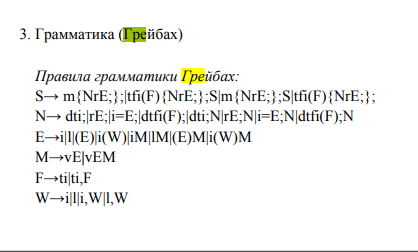 3. Грамматика (Грейбах)
Правила грамматики Грейбах:
S→ m{NrE;};|tfi(F){NrE;};S|m{NrE;};S|tfi(F){NrE;};
N→ dti;|rE;|i=E;|dtfi(F);|dti;N|rE;N|i=E;N|dtfi(F);N
E→i|l|(E)|i(W)|iM|lM|(E)M|i(W)M
M→vE|vEM
F→ti|ti,F
W→i|l|i,W|l,W